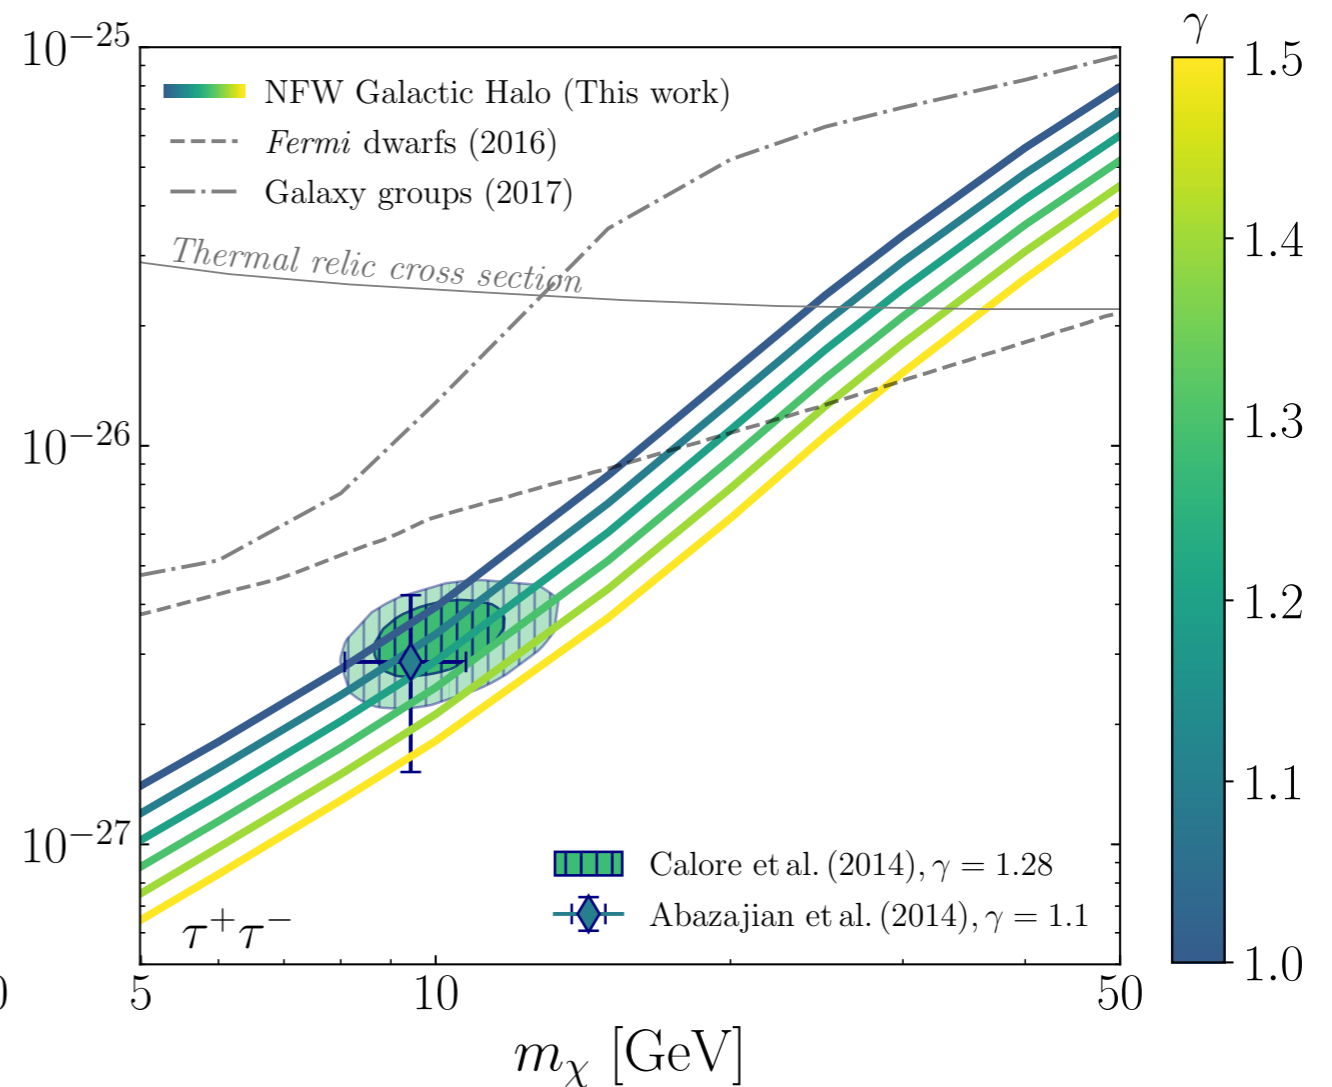 10−25
γ
1.5
NFW Galactic Halo (This work)
Fermi dwarfs (2016)
Galaxy groups (2017)
Thermal relic cross section
1.4
10−26
1.3
1.2
1.1
10−27
Calore et al. (2014), γ = 1.28
Abazajian et al. (2014), γ = 1.1
τ+τ−
1.0
0
5
10
50
mχ [GeV]